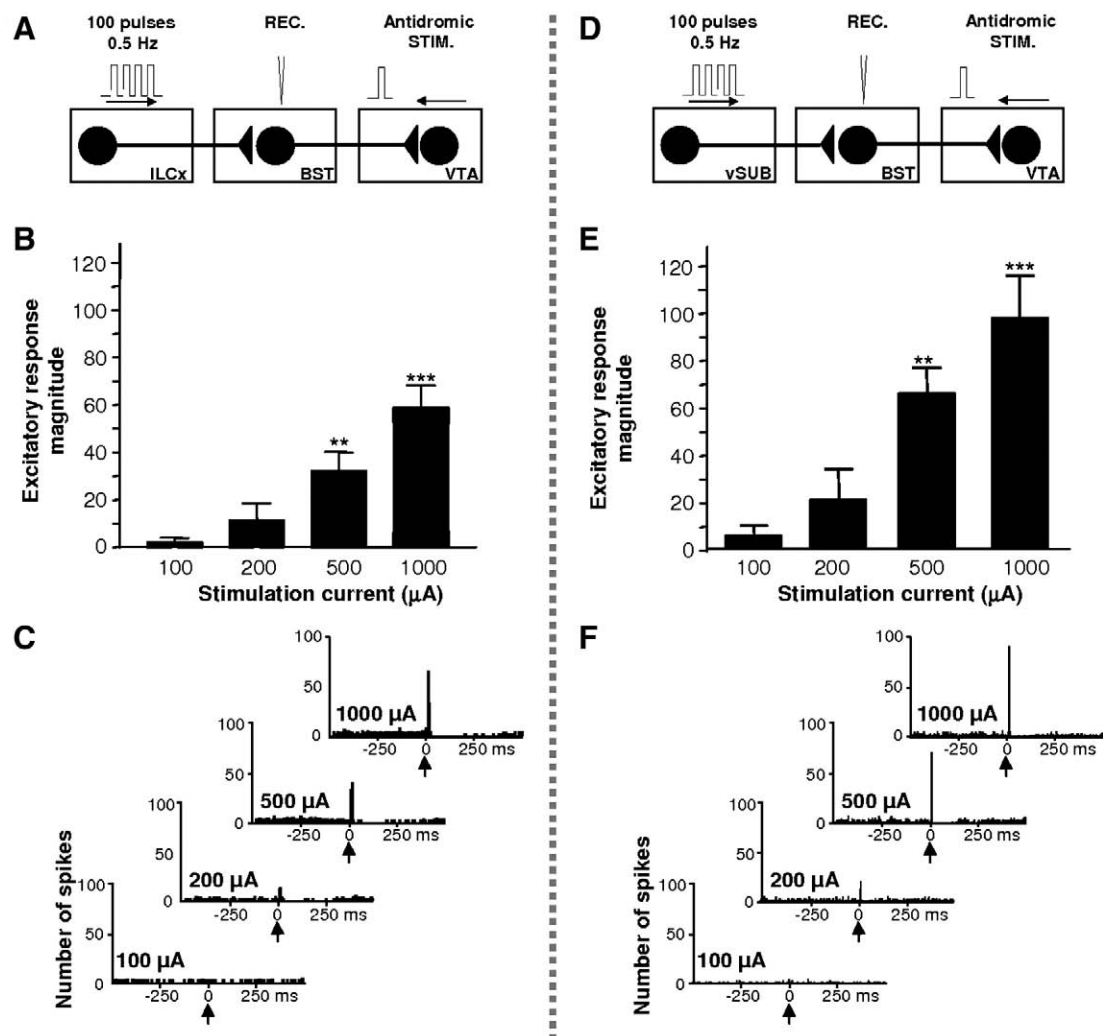 A
100 pulses
0.5 Hz
REC.
Antidromic
STIM.
ILCx
BST
VTA
B
Excitatory response
magnitude
120
100
80
60
40
20
0
**
***
100 200 500 1000
Stimulation current (µA)
C
Number of spikes
100
50
0
1000 µA
-250 0 250 ms
100
50
0
500 µA
-250 0 250 ms
100
50
0
200 µA
-250 0 250 ms
100
50
0
100 µA
-250 0 250 ms
D
100 pulses
0.5 Hz
REC.
Antidromic
STIM.
vSUB
BST
VTA
E
Excitatory response
magnitude
120
100
80
60
40
20
0
**
***
100 200 500 1000
Stimulation current (µA)
F
Number of spikes
100
50
0
1000 µA
-250 0 250 ms
100
50
0
500 µA
-250 0 250 ms
100
50
0
200 µA
-250 0 250 ms
100
50
0
100 µA
-250 0 250 ms